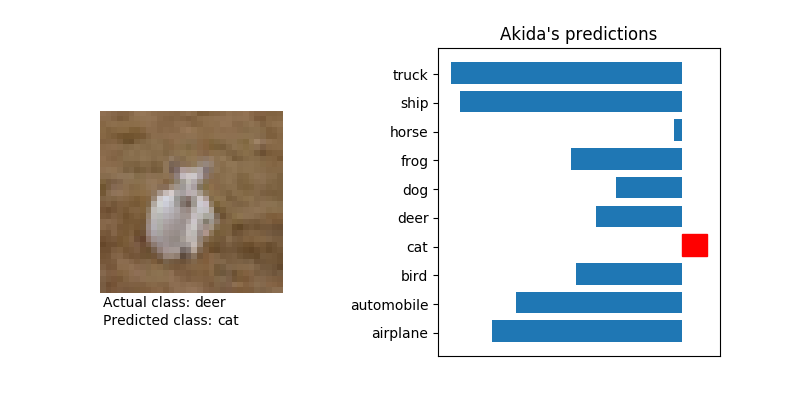 Akida's predictions
truck
ship
horse
frog
dog
deer
cat
bird
automobile
airplane
Actual class: deer
Predicted class: cat